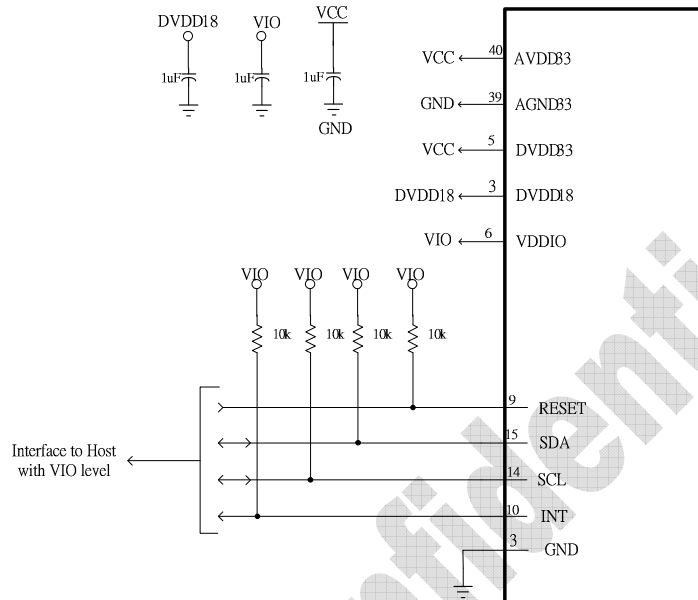 DVDD18 VIO VCC
1uF 1uF 1uF
GND
VCC 40 AVDD33
GND 39 AGND33
VCC 5 DVDD33
DVDD18 3 DVDD18
VIO 6 VDDIO
VIO VIO VIO VIO
10k 10k 10k 10k
9 RESET
15 SDA
Interface to Host
with VIO level
14 SCL
10 INT
3 GND
onfidenti